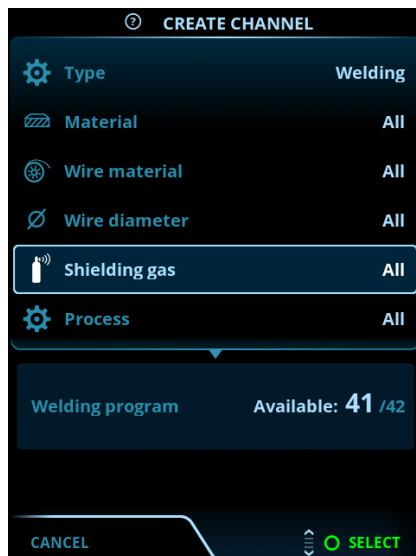 ? CREATE CHANNEL
Type Welding
Material All
Wire material All
Wire diameter All
Shielding gas All
Process All
Welding program Available: 41 /42
CANCEL SELECT